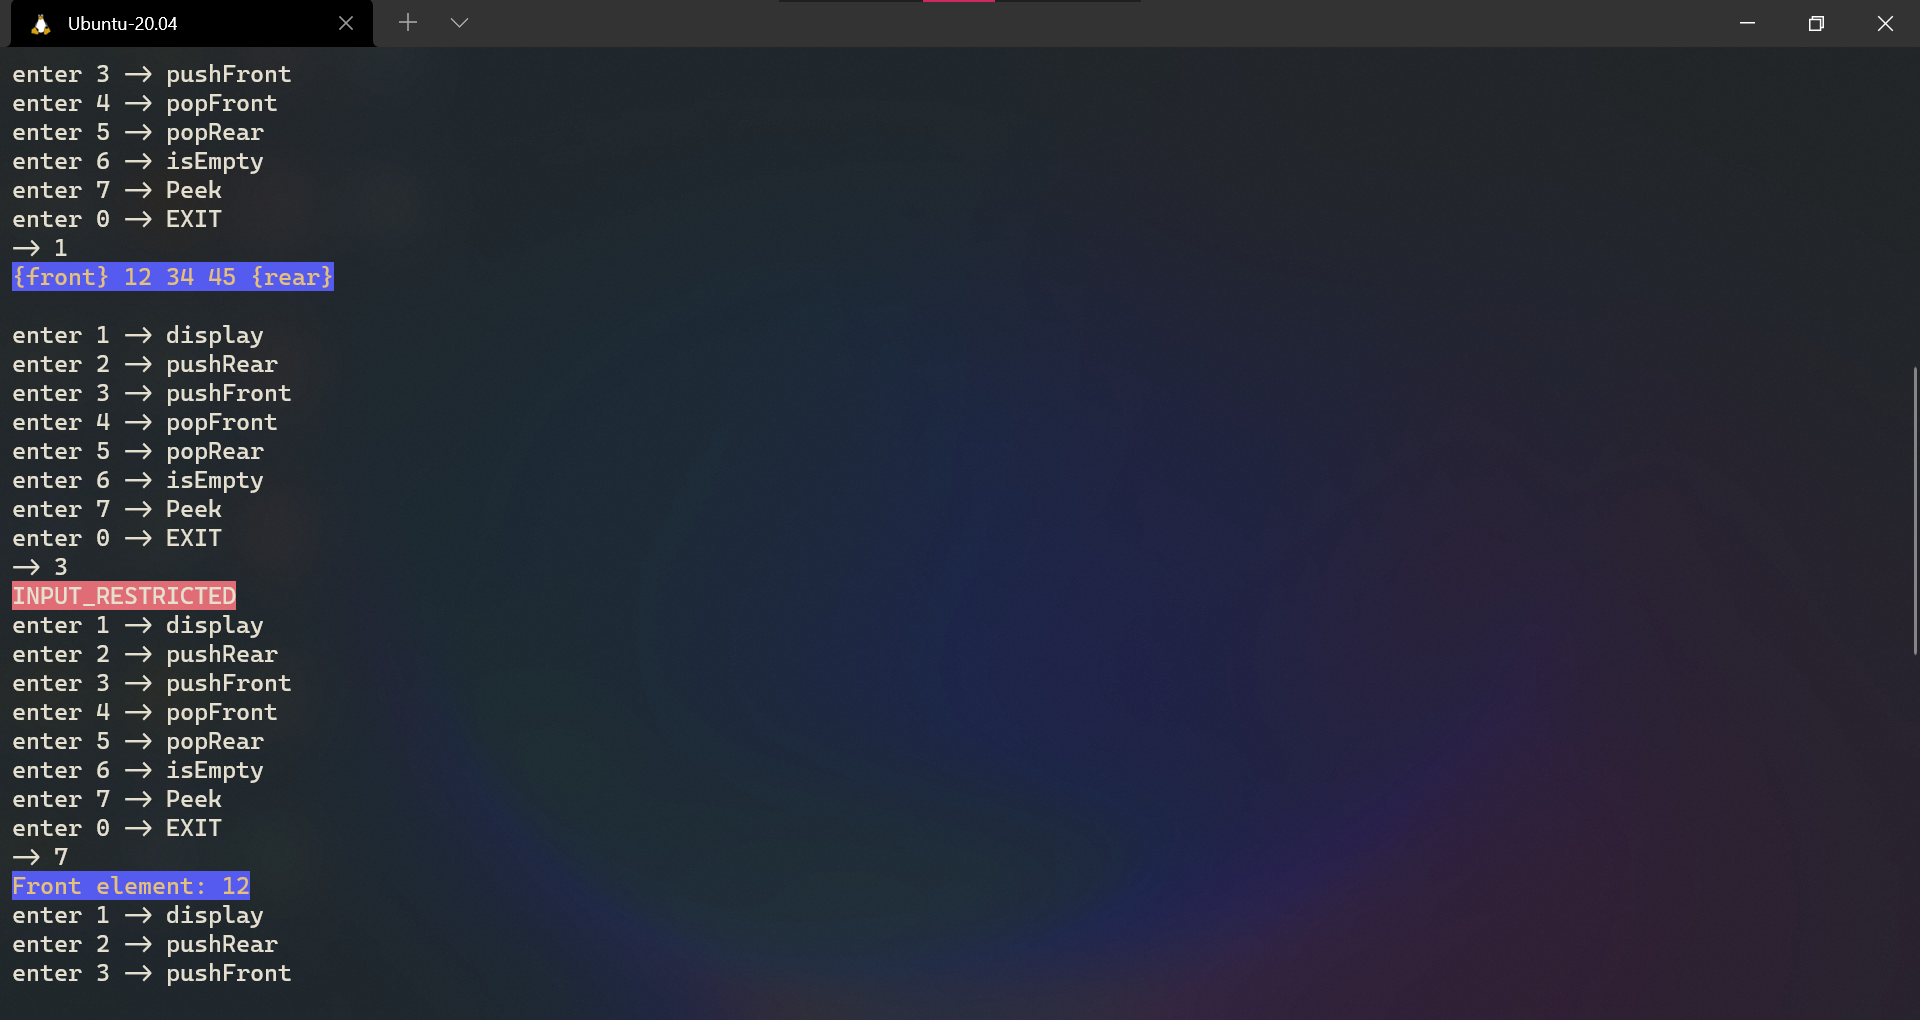 Ubuntu-20.04
enter 3 —> pushFront
enter 4 —> popFront
enter 5 —> popRear
enter 6 —> isEmpty
enter 7 —> Peek
enter 0 —> EXIT
—> 1
{front} 12 34 45 {rear}
enter 1 —> display
enter 2 —> pushRear
enter 3 —> pushFront
enter 4 —> popFront
enter 5 —> popRear
enter 6 —> isEmpty
enter 7 —> Peek
enter 0 —> EXIT
—> 3
INPUT_RESTRICTED
enter 1 —> display
enter 2 —> pushRear
enter 3 —> pushFront
enter 4 —> popFront
enter 5 —> popRear
enter 6 —> isEmpty
enter 7 —> Peek
enter 0 —> EXIT
—> 7
Front element: 12
enter 1 —> display
enter 2 —> pushRear
enter 3 —> pushFront